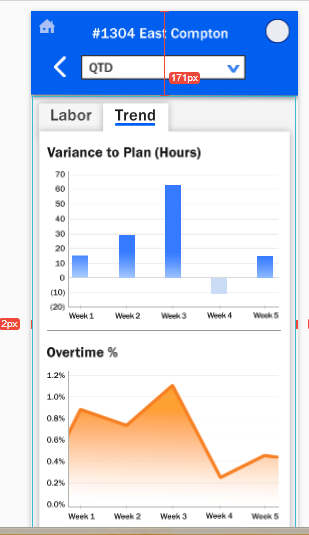 #1304 East Compton
QTD
171px
Labor Trend
Variance to Plan (Hours)
70
60
50
40
30
20
10
0
(10)
(20)
Week 1 Week 2 Week 3 Week 4 Week 5
2px
Overtime %
1.2%
1.0%
0.8%
0.6%
0.4%
0.2%
0.0%
Week 1 Week 2 Week 3 Week 4 Week 5